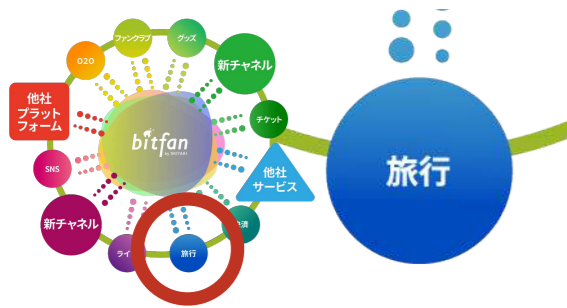 ファンクラブ
グッズ
O2O
新チャネル
他社
プラット
フォーム
チケット
bitfan
SNS
他社
サービス
新チャネル
旅行
旅行